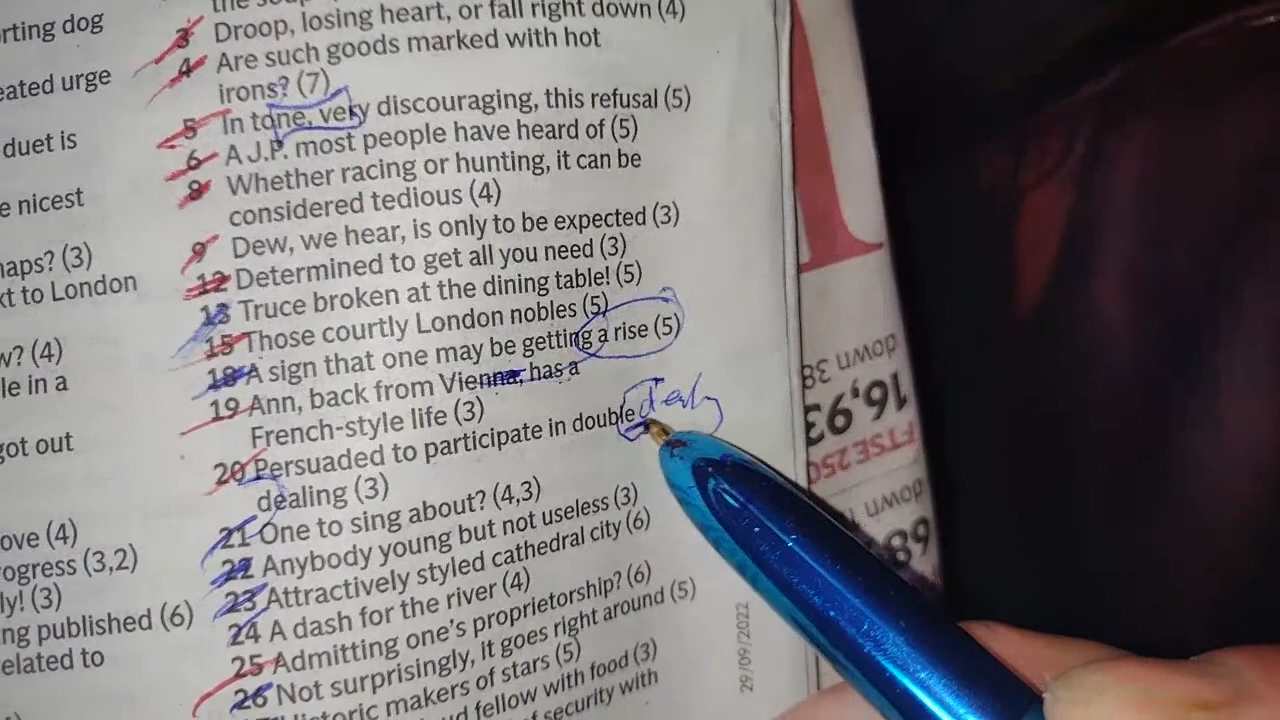 the
3 Droop, losing heart, or fall right down (4)
4 Are such goods marked with hot
irons? (7)
5 In tone, very discouraging, this refusal (5)
6 A J.P. most people have heard of (5)
8 Whether racing or hunting, it can be
considered tedious (4)
9 Dew, we hear, is only to be expected (3)
12 Determined to get all you need (3)
13 Truce broken at the dining table! (5)
15 Those courtly London nobles (5)
18 A sign that one may be getting a rise (5)
19 Ann, back from Vienna, has a
French-style life (3)
20 Persuaded to participate in double
dealing (3)
21 One to sing about? (4,3)
22 Anybody young but not useless (3)
23 Attractively styled cathedral city (6)
24 A dash for the river (4)
25 Admitting one's proprietorship? (6)
26 Not surprisingly, it goes right around (5)
makers of stars (5)
fellow with food (3)
of security with
rting dog
eated urge
duet is
e nicest
haps? (3)
xt to London
w? (4)
le in a
got out
ove (4)
ogress (3,2)
ly! (3)
ng published (6)
elated to
29/09/2022
down 38
16,93
FTSE 250
down
68